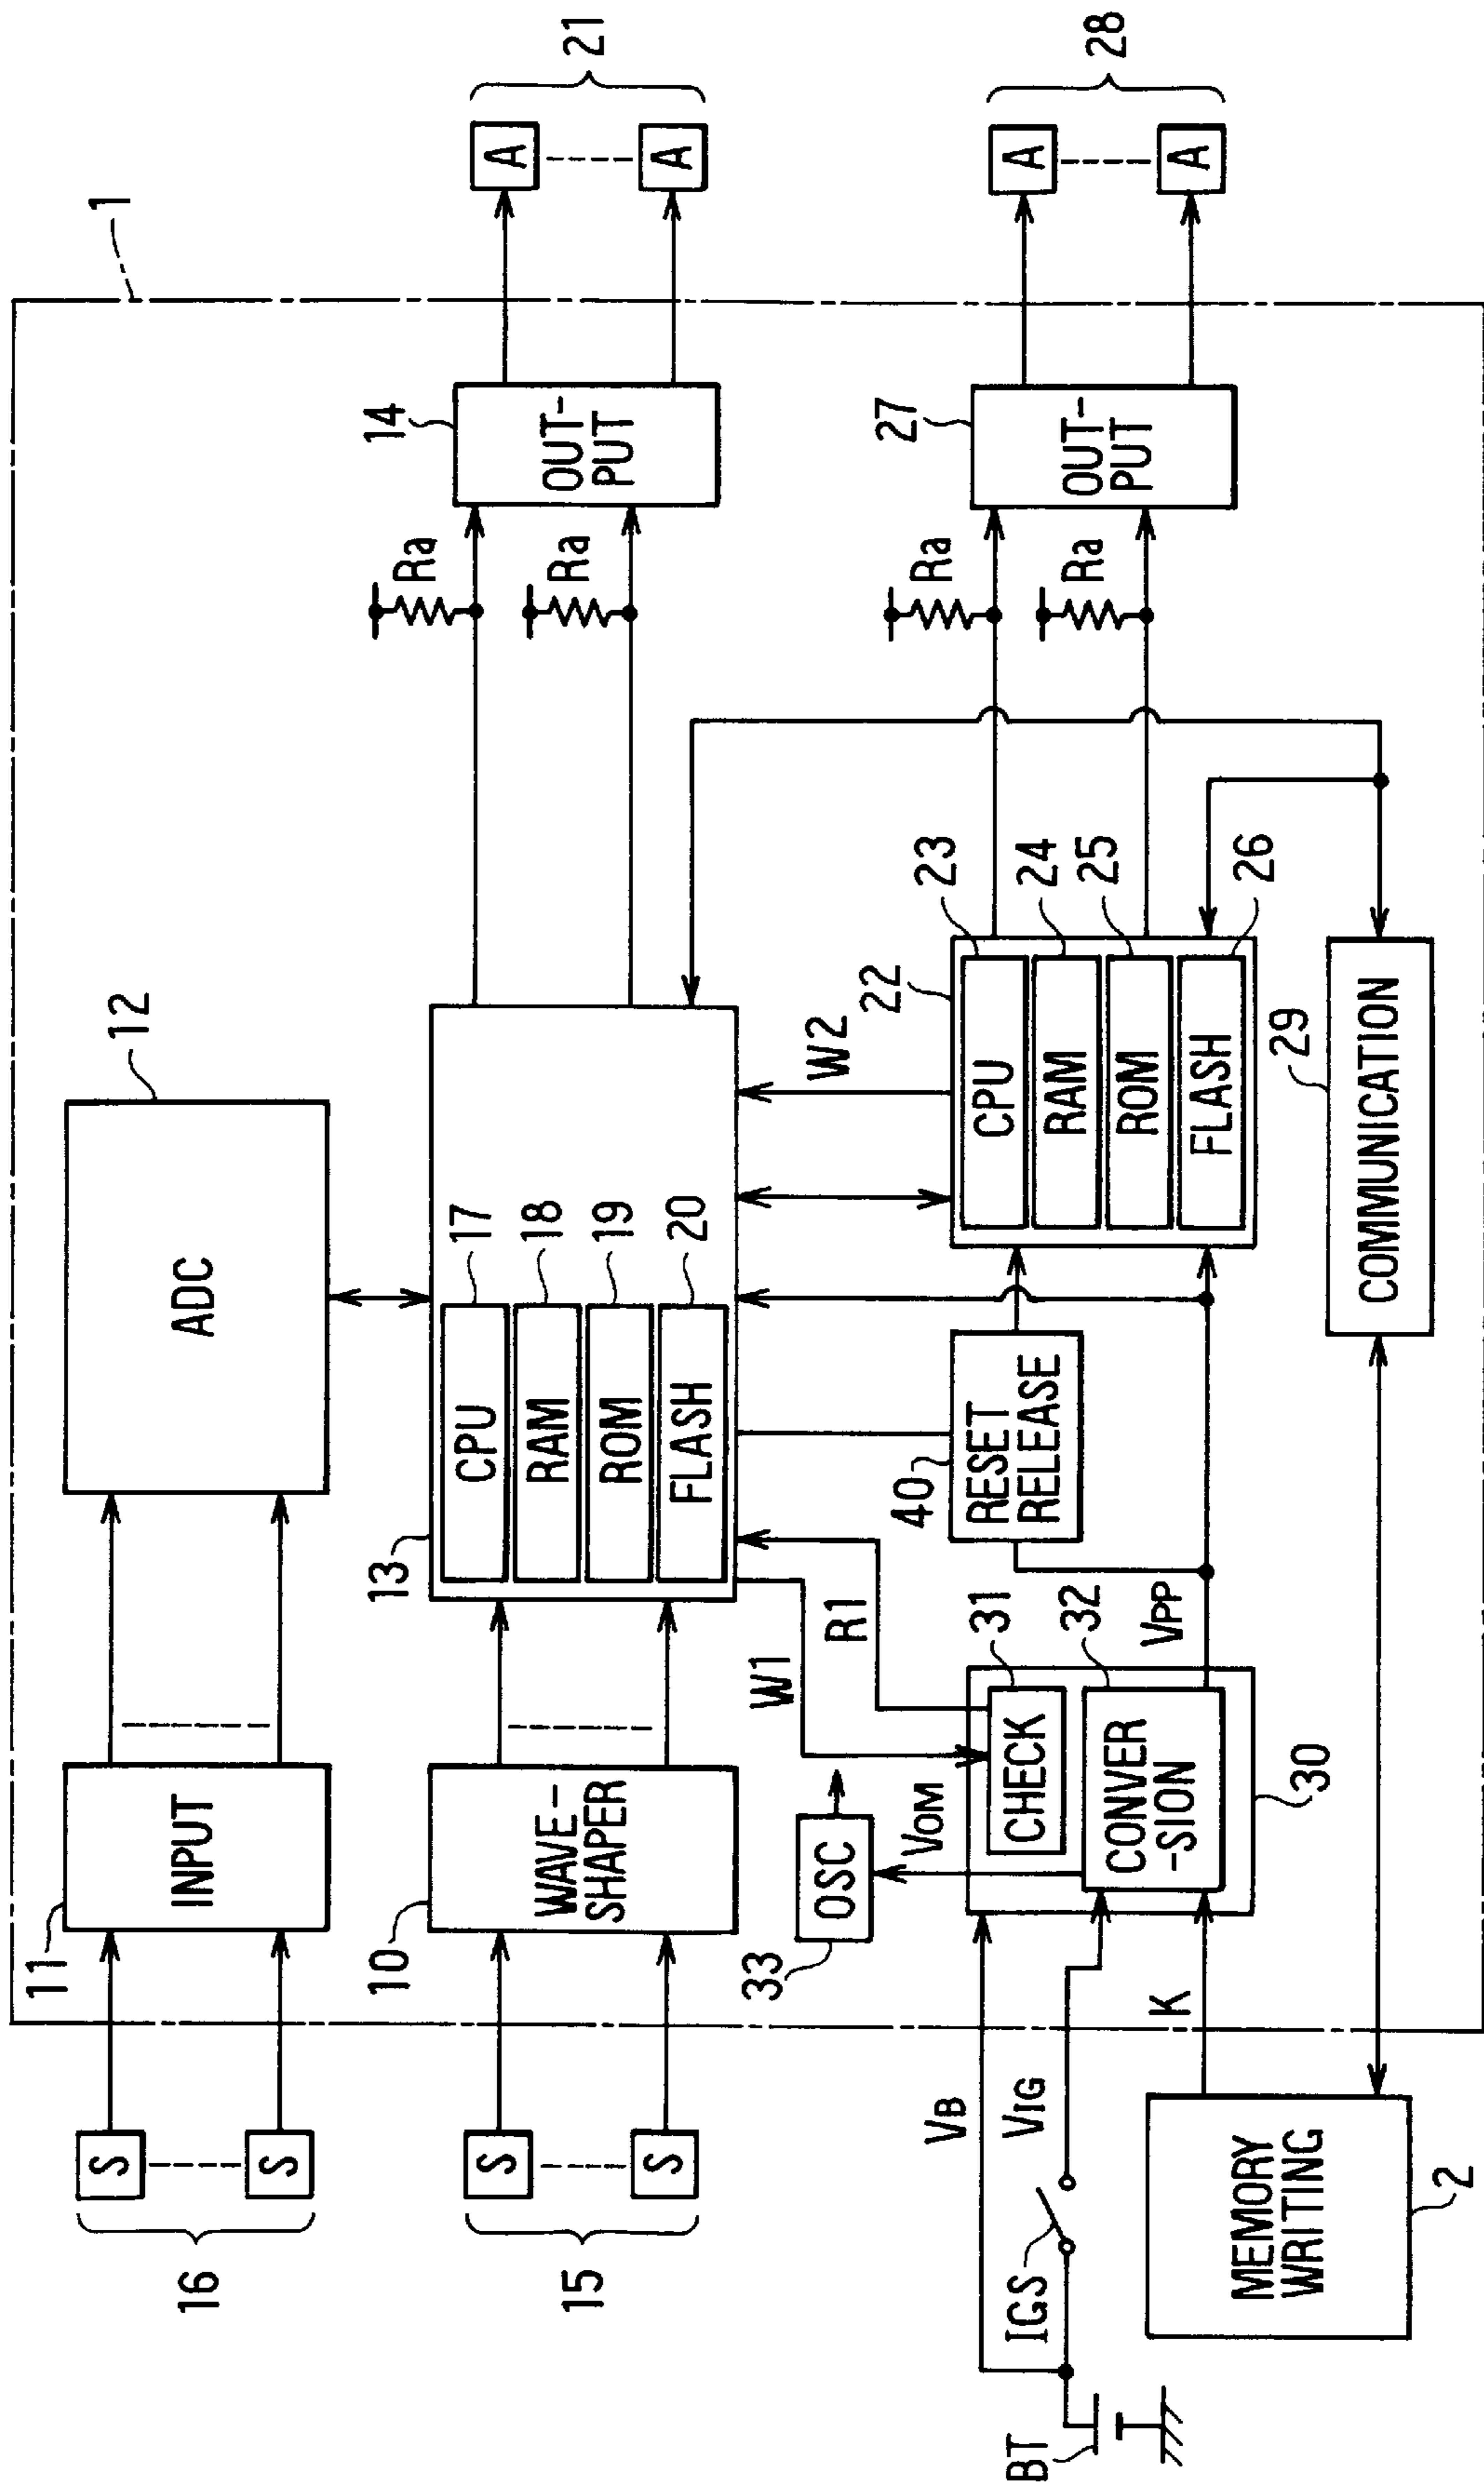 1
16
S
S
11
INPUT
12
ADC
15
S
S
10
WAVE-
SHAPER
13
CPU
RAM
ROM
FLASH
17
18
19
20
Ra
Ra
14
OUT-
PUT
A
A
21
W1
R1
W2
33
OSC
VOM
40
RESET
RELEASE
22
CPU
RAM
ROM
FLASH
23
24
25
26
Ra
Ra
27
OUT-
PUT
A
A
28
BT
IGS
VB
VIG
K
CHECK
31
CONVER
-SION
32
30
VPP
MEMORY
WRITING
2
COMMUNICATION
29